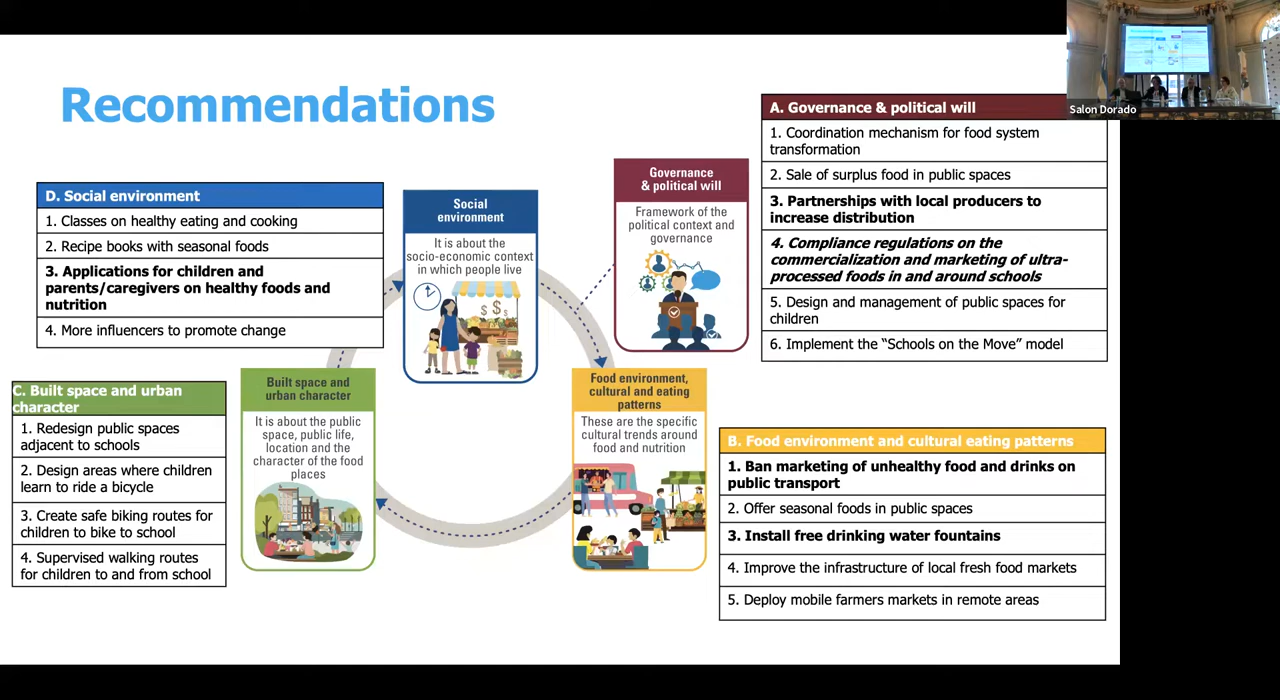 Recommendations
Salon Dorado
A. Governance & political will
1. Coordination mechanism for food system
transformation
2. Sale of surplus food in public spaces
3. Partnerships with local producers to
increase distribution
4. Compliance regulations on the
commercialization and marketing of ultra-
processed foods in and around schools
5. Design and management of public spaces for
children
6. Implement the “Schools on the Move” model
Governance
& political will
Framework of the
political context and
governance
D. Social environment
1. Classes on healthy eating and cooking
2. Recipe books with seasonal foods
3. Applications for children and
parents/caregivers on healthy foods and
nutrition
4. More influencers to promote change
Social
environment
It is about the
socio-economic context
in which people live
$ $
C. Built space and urban
character
1. Redesign public spaces
adjacent to schools
2. Design areas where children
learn to ride a bicycle
3. Create safe biking routes for
children to bike to school
4. Supervised walking routes
for children to and from school
Built space and
urban character
It is about the public
space, public life,
location and the
character of the food
places
Food environment,
cultural and eating
patterns
These are the specific
cultural trends around
food and nutrition
B. Food environment and cultural eating patterns
1. Ban marketing of unhealthy food and drinks on
public transport
2. Offer seasonal foods in public spaces
3. Install free drinking water fountains
4. Improve the infrastructure of local fresh food markets
5. Deploy mobile farmers markets in remote areas